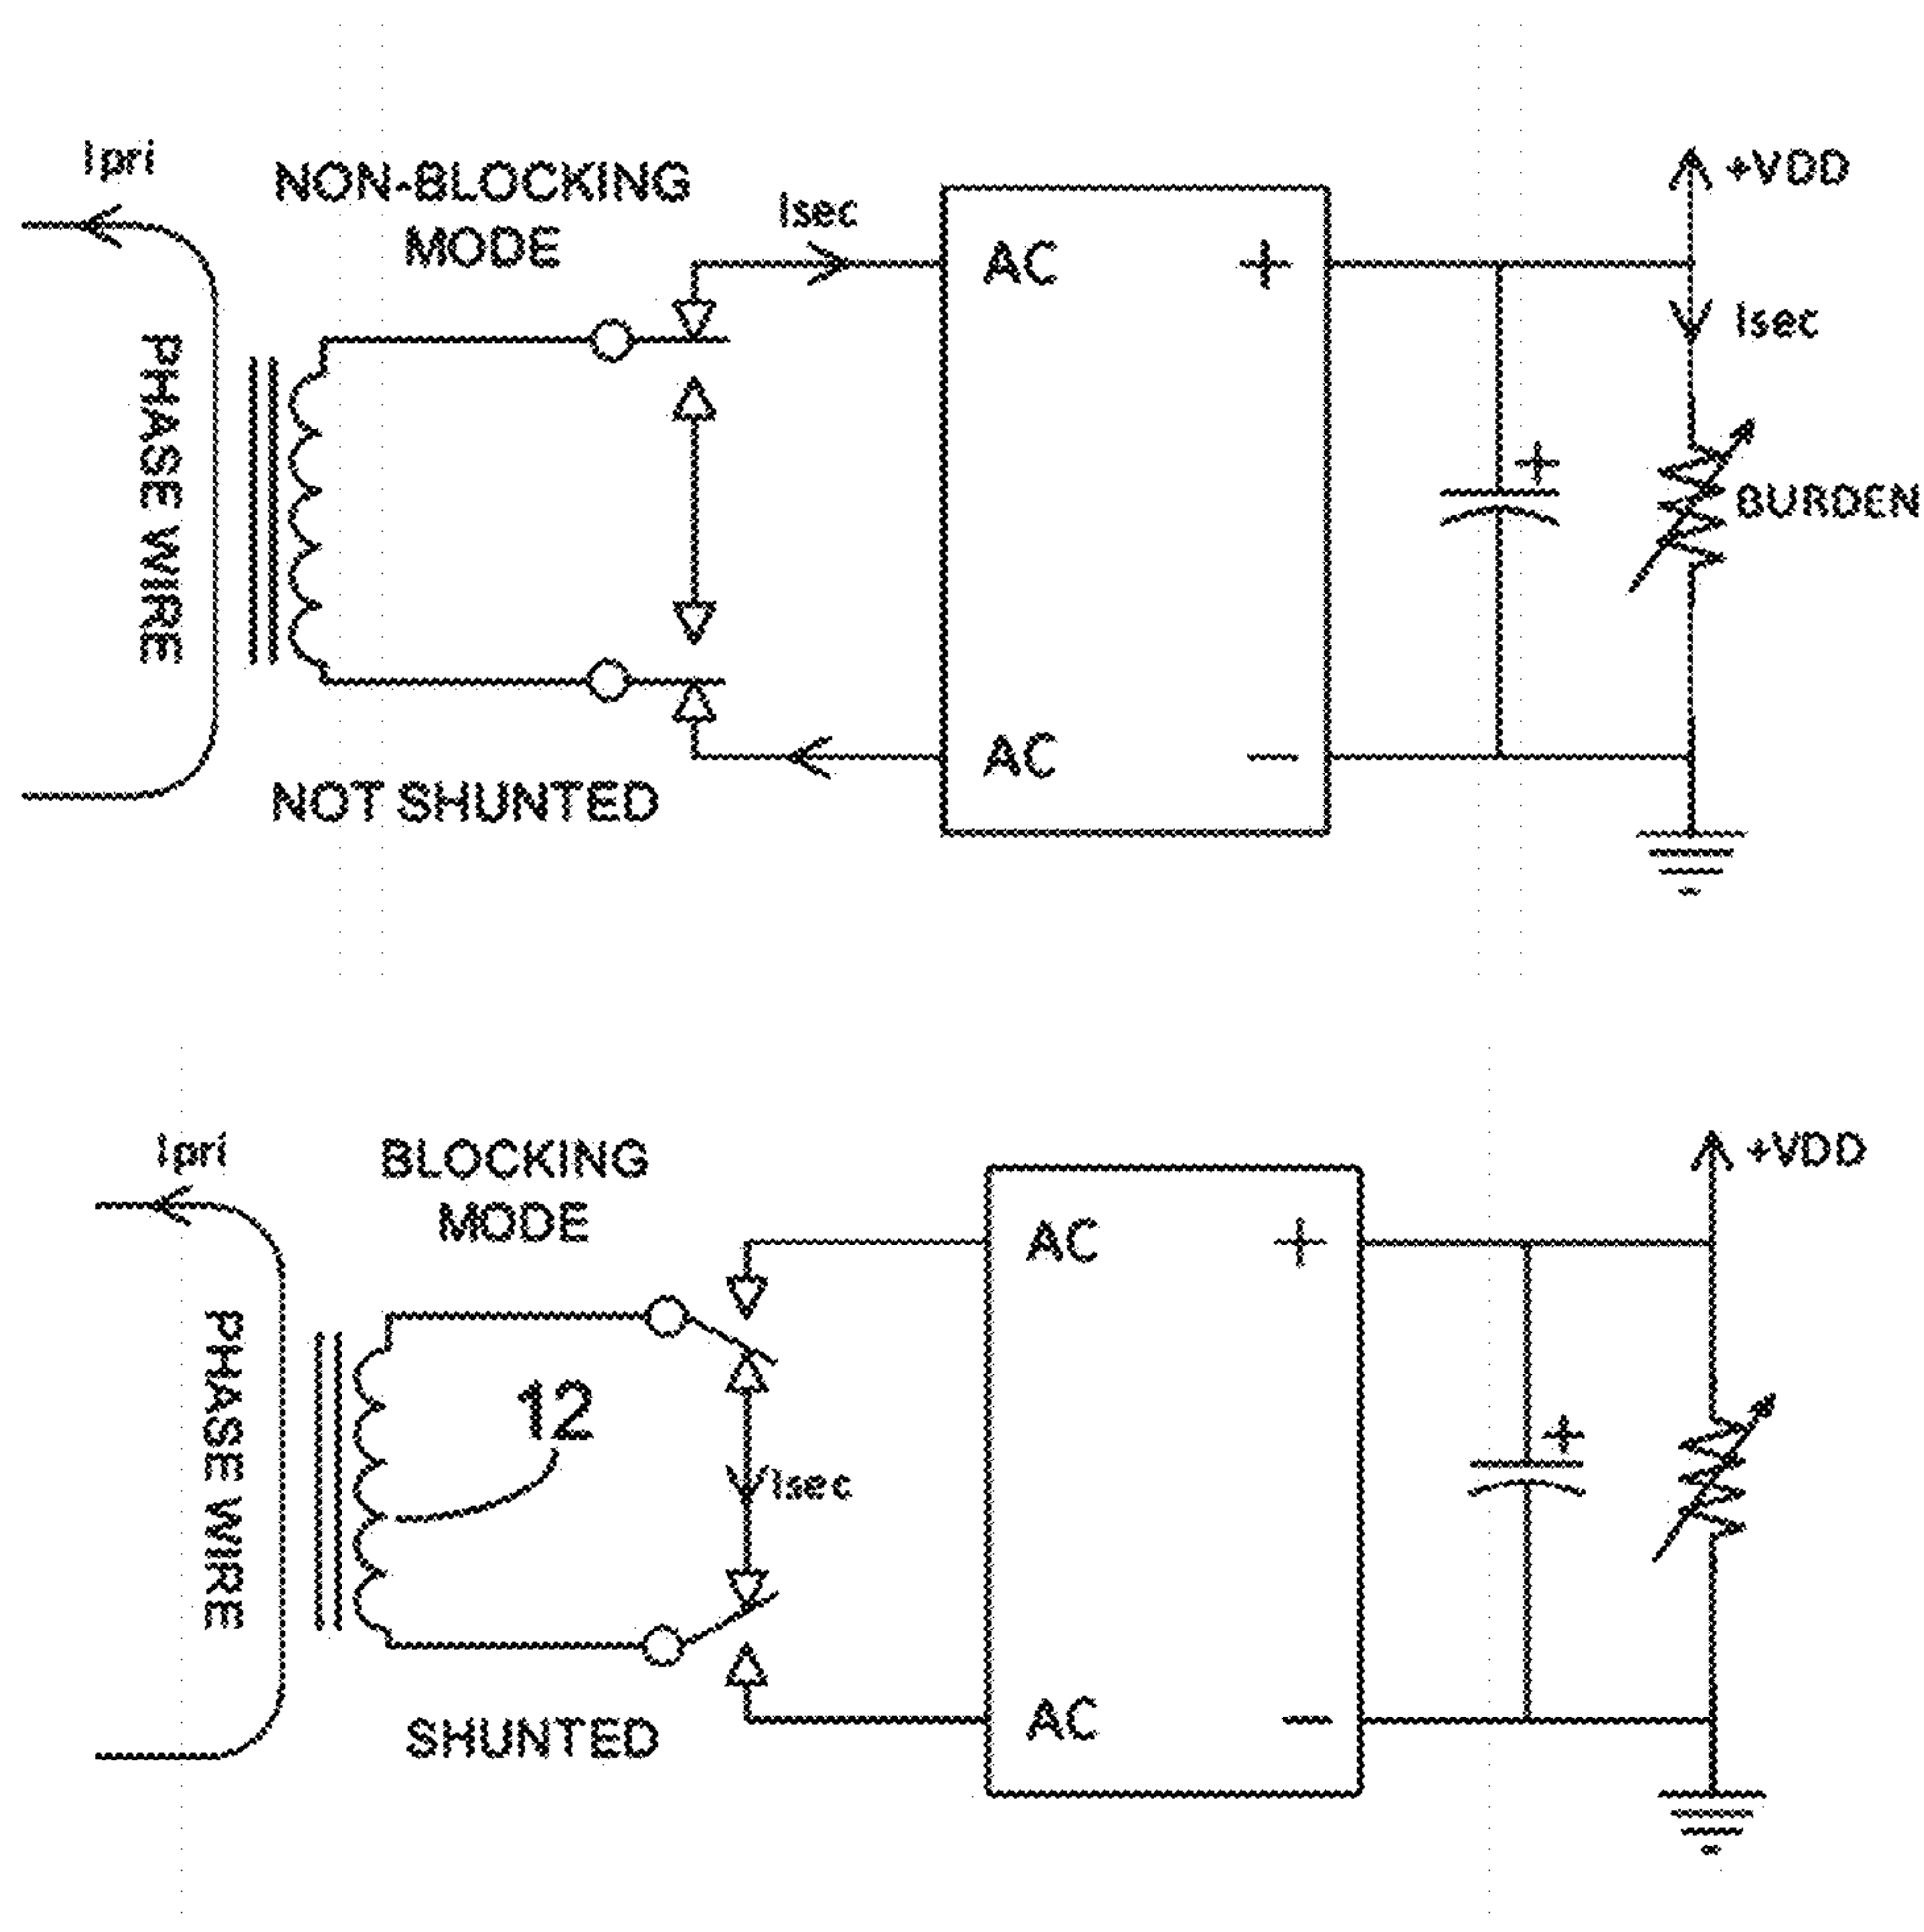 Ipri
NON-BLOCKING
MODE
Isec
+VDD
AC
+
Isec
PHASE WIRE
+
BURDEN
AC
—
NOT SHUNTED
Ipri
BLOCKING
MODE
+VDD
AC
+
PHASE WIRE
12
Isec
+
AC
—
SHUNTED